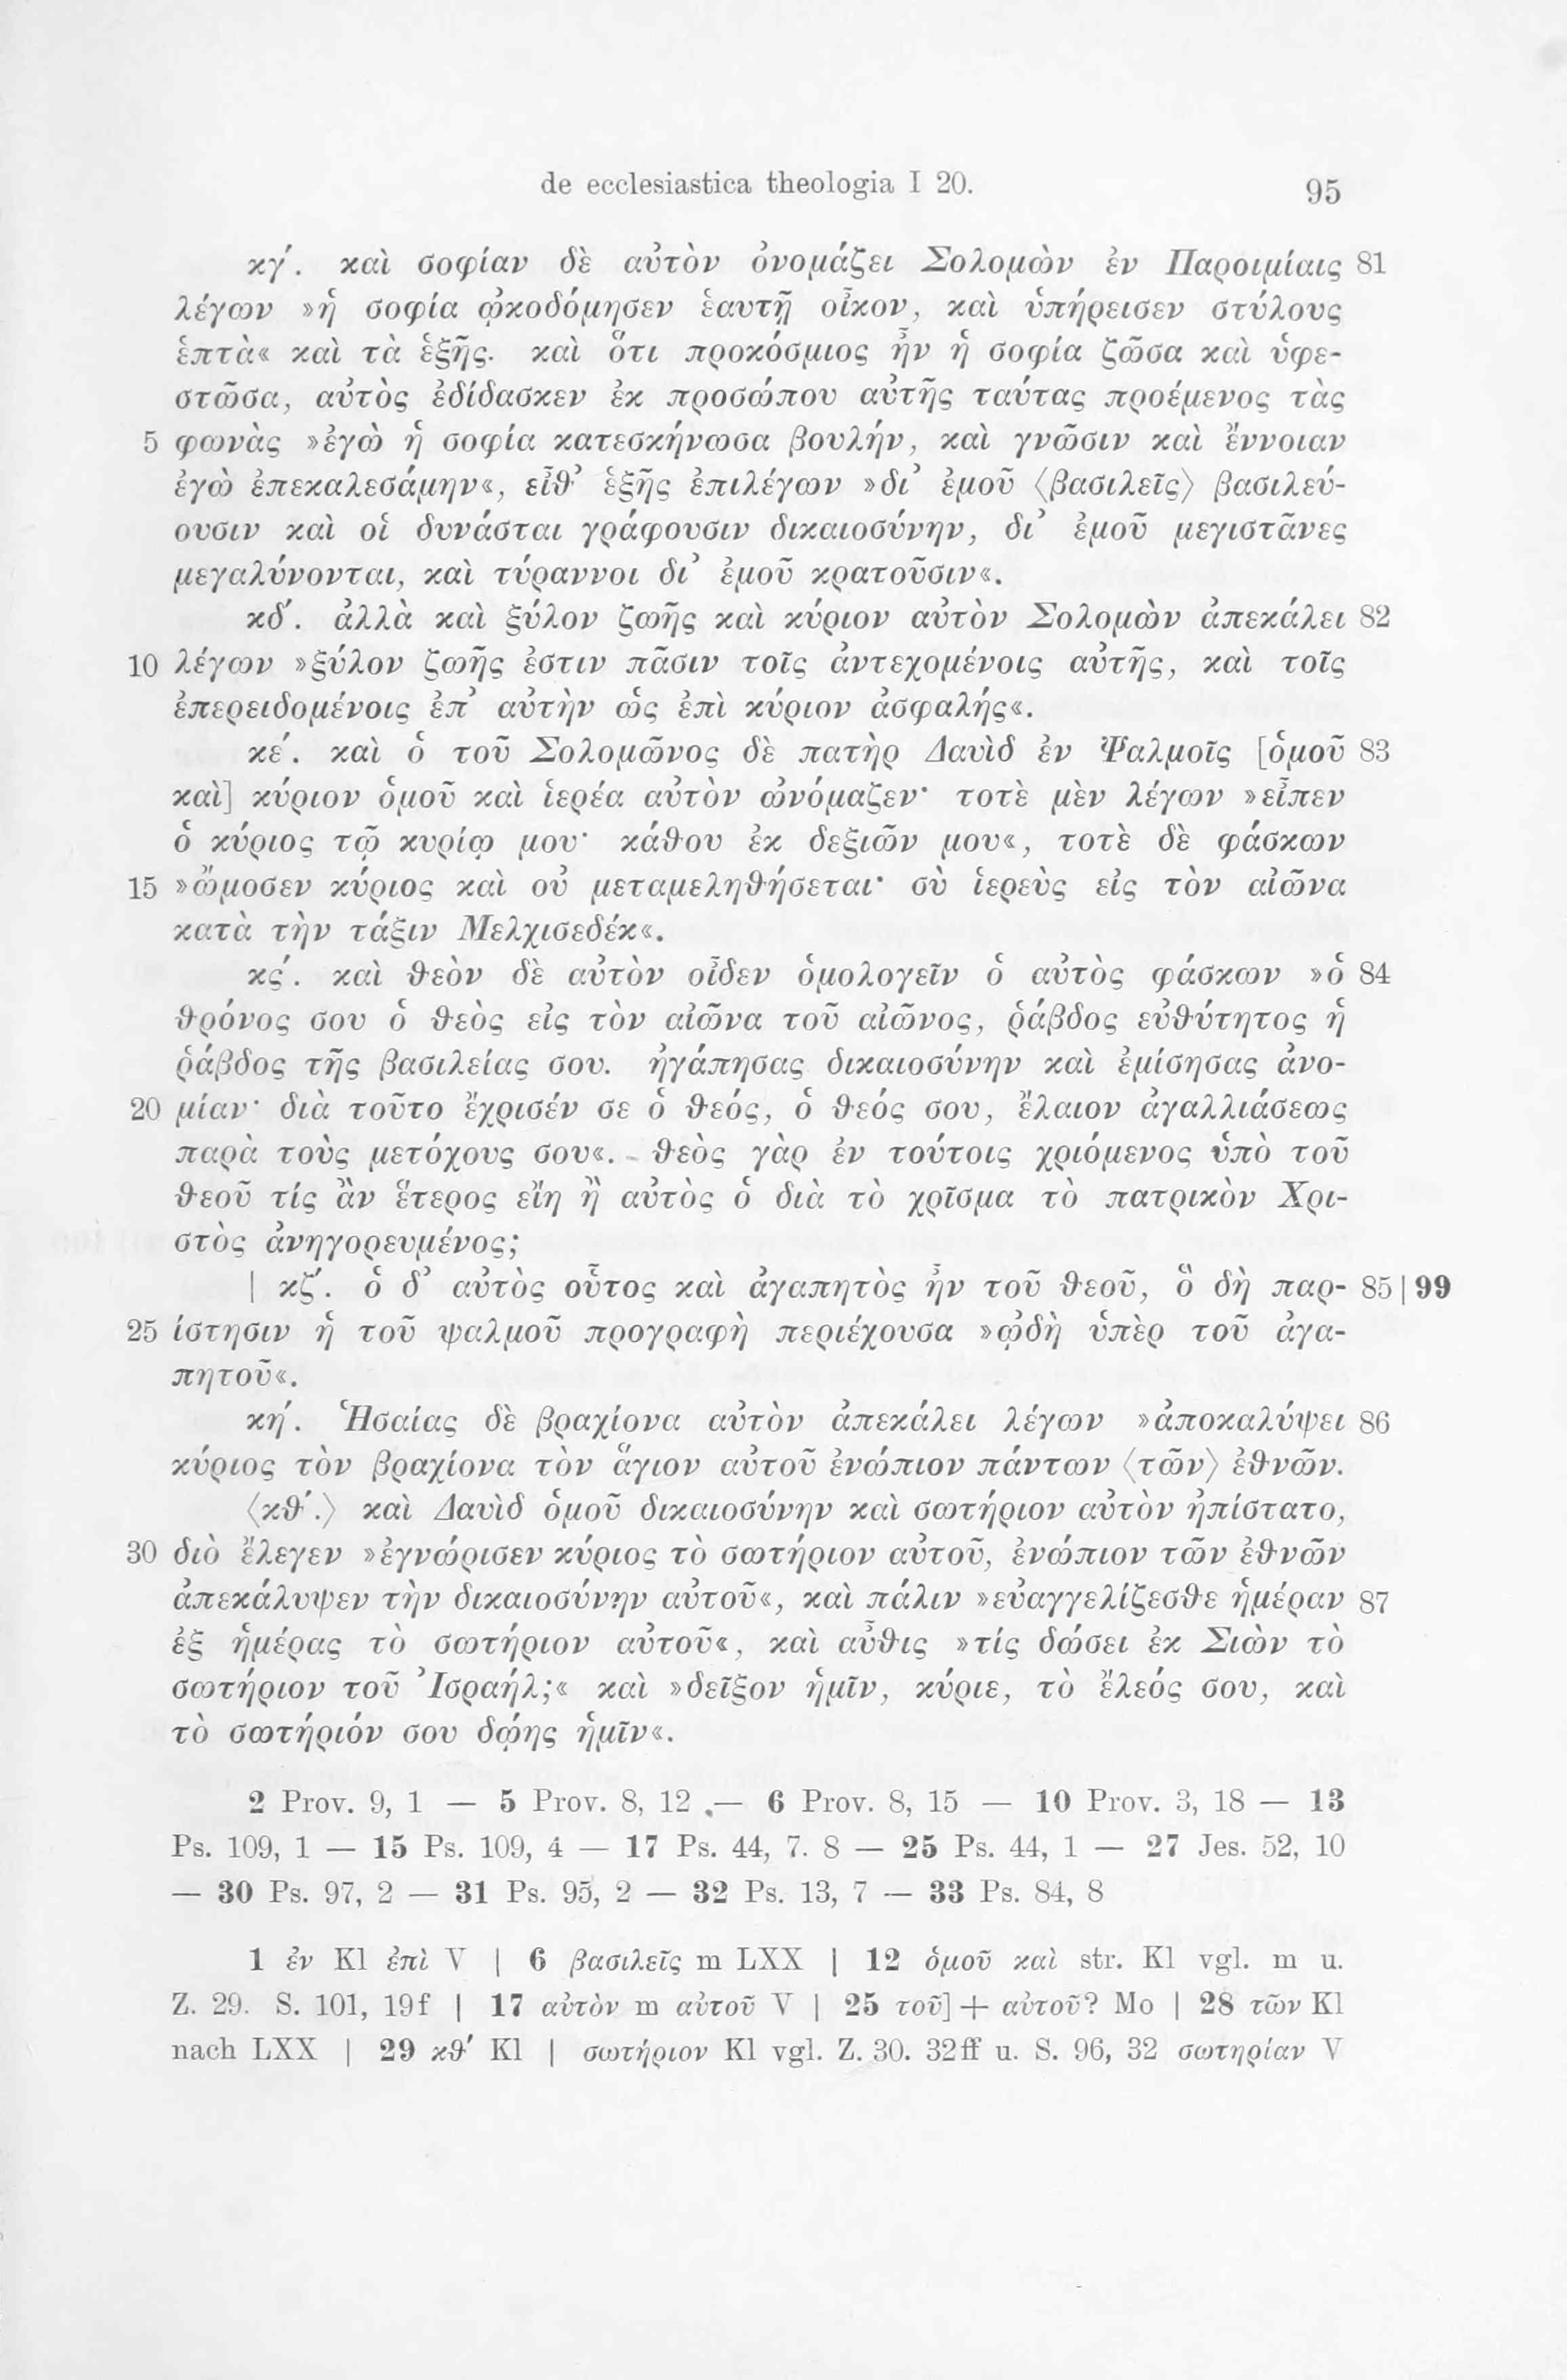 de ecclesiastica theologia I 20.
95
κγ΄. καὶ σοφίαν δὲ αὐτὸν ὀνομάζει Σολομὼν ἐν Παροιμίαις 81
λέγων »ἡ σοφία ᾠκοδόμησεν ἑαυτῇ οἶκον, καὶ ὑπήρεισεν στύλους
ἑπτὰ« καὶ τὰ ἑξῆς. καὶ ὅτι προκόσμιος ἦν ἡ σοφία ζῶσα καὶ ὑφε-
στῶσα, αὐτὸς ἐδίδασκεν ἐκ προσώπου αὐτῆς ταύτας προέμενος τὰς
5 φωνὰς »ἐγὼ ἡ σοφία κατεσκήνωσα βουλήν, καὶ γνῶσιν καὶ ἔννοιαν
ἐγὼ ἐπεκαλεσάμην«, εἶθ᾽ ἑξῆς ἐπιλέγων »δι᾽ ἐμοῦ ⟨βασιλεῖς⟩ βασιλεύ-
ουσιν καὶ οἱ δυνάσται γράφουσιν δικαιοσύνην, δι᾽ ἐμοῦ μεγιστᾶνες
μεγαλύνονται, καὶ τύραννοι δι᾽ ἐμοῦ κρατοῦσιν«.
κδ΄. ἀλλὰ καὶ ξύλον ζωῆς καὶ κύριον αὐτὸν Σολομὼν ἀπεκάλει 82
10 λέγων »ξύλον ζωῆς ἐστιν πᾶσιν τοῖς ἀντεχομένοις αὐτῆς, καὶ τοῖς
ἐπερειδομένοις ἐπ᾽ αὐτὴν ὡς ἐπὶ κύριον ἀσφαλής«.
κε΄. καὶ ὁ τοῦ Σολομῶνος δὲ πατὴρ Δαυὶδ ἐν Ψαλμοῖς [ὁμοῦ 83
καὶ] κύριον ὁμοῦ καὶ ἱερέα αὐτὸν ὠνόμαζεν· τοτὲ μὲν λέγων »εἶπεν
ὁ κύριος τῷ κυρίῳ μου· κάθου ἐκ δεξιῶν μου«, τοτὲ δὲ φάσκων
15 »ὤμοσεν κύριος καὶ οὐ μεταμεληθήσεται· σὺ ἱερεὺς εἰς τὸν αἰῶνα
κατὰ τὴν τάξιν Μελχισεδέκ«.
κς΄. καὶ θεὸν δὲ αὐτὸν οἶδεν ὁμολογεῖν ὁ αὐτὸς φάσκων »ὁ 84
θρόνος σου ὁ θεὸς εἰς τὸν αἰῶνα τοῦ αἰῶνος, ῥάβδος εὐθύτητος ἡ
ῥάβδος τῆς βασιλείας σου. ἠγάπησας δικαιοσύνην καὶ ἐμίσησας ἀνο-
20 μίαν· διὰ τοῦτο ἔχρισέν σε ὁ θεός, ὁ θεός σου, ἔλαιον ἀγαλλιάσεως
παρὰ τοὺς μετόχους σου«. θεὸς γὰρ ἐν τούτοις χριόμενος ὑπὸ τοῦ
θεοῦ τίς ἂν ἕτερος εἴη ἢ αὐτὸς ὁ διὰ τὸ χρῖσμα τὸ πατρικὸν Χρι-
στὸς ἀνηγορευμένος;
| κζ΄. ὁ δ᾽ αὐτὸς οὗτος καὶ ἀγαπητὸς ἦν τοῦ θεοῦ, ὃ δὴ παρ- 85 | 99
25 ίστησιν ἡ τοῦ ψαλμοῦ προγραφὴ περιέχουσα »ᾠδὴ ὑπὲρ τοῦ ἀγα-
πητοῦ«.
κη΄. Ἡσαίας δὲ βραχίονα αὐτὸν ἀπεκάλει λέγων »ἀποκαλύψει 86
κύριος τὸν βραχίονα τὸν ἅγιον αὐτοῦ ἐνώπιον πάντων ⟨τῶν⟩ ἐθνῶν.
⟨κθ΄.⟩ καὶ Δαυὶδ ὁμοῦ δικαιοσύνην καὶ σωτήριον αὐτὸν ἠπίστατο,
30 διὸ ἔλεγεν »ἐγνώρισεν κύριος τὸ σωτήριον αὐτοῦ, ἐνώπιον τῶν ἐθνῶν
ἀπεκάλυψεν τὴν δικαιοσύνην αὐτοῦ«, καὶ πάλιν »εὐαγγελίζεσθε ἡμέραν 87
ἐξ ἡμέρας τὸ σωτήριον αὐτοῦ«, καὶ αὖθις »τίς δώσει ἐκ Σιὼν τὸ
σωτήριον τοῦ Ἰσραήλ;« καὶ »δεῖξον ἡμῖν, κύριε, τὸ ἔλεός σου, καὶ
τὸ σωτήριόν σου δῴης ἡμῖν«.
2 Prov. 9, 1 — 5 Prov. 8, 12 — 6 Prov. 8, 15 — 10 Prov. 3, 18 — 13
Ps. 109, 1 — 15 Ps. 109, 4 — 17 Ps. 44, 7. 8 — 25 Ps. 44, 1 — 27 Jes. 52, 10
— 30 Ps. 97, 2 — 31 Ps. 95, 2 — 32 Ps. 13, 7 — 33 Ps. 84, 8
1 ἐν Kl ἐπὶ V | 6 βασιλεῖς m LXX | 12 ὁμοῦ καὶ str. Kl vgl. m u.
Z. 29. S. 101, 19f | 17 αὐτὸν m αὐτοῦ V | 25 τοῦ] + αὐτοῦ? Mo | 28 τῶν Kl
nach LXX | 29 κθ΄ Kl | σωτήριον Kl vgl. Z. 30. 32ff u. S. 96, 32 σωτηρίαν V